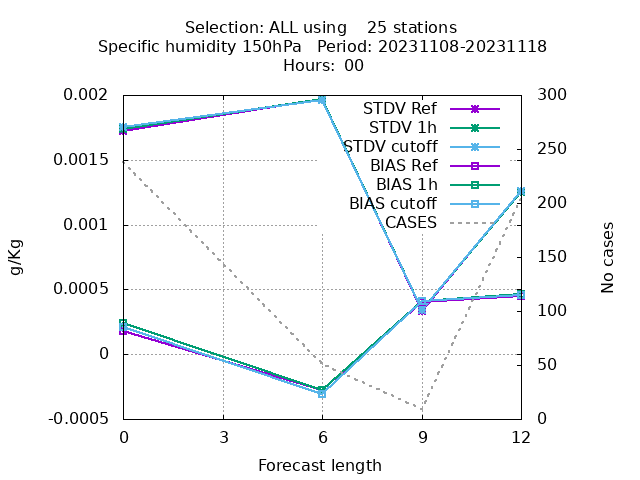 Selection: ALL using    25 stations
Specific humidity 150hPa   Period: 20231108-20231118
Hours:  00
g/Kg
0.002
0.0015
0.001
0.0005
0
-0.0005
STDV Ref
STDV 1h
STDV cutoff
BIAS Ref
BIAS 1h
BIAS cutoff
CASES
300
250
200
150
100
50
0
No cases
0 3 6 9 12
Forecast length